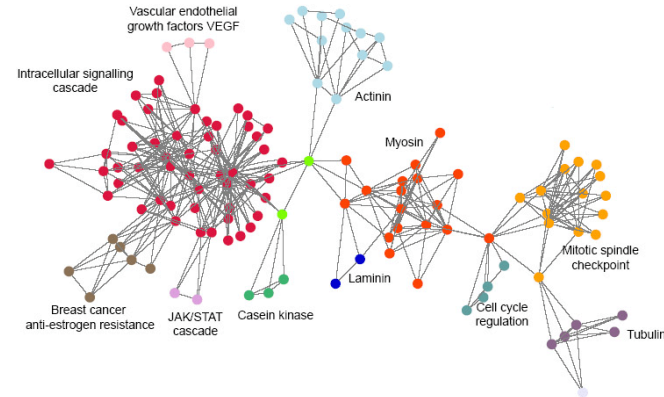 Vascular endothelial
growth factors VEGF
Intracellular signalling
cascade
Actinin
Myosin
Mitotic spindle
checkpoint
Laminin
Cell cycle
regulation
Breast cancer
anti-estrogen resistance
JAK/STAT
cascade
Casein kinase
Tubulin